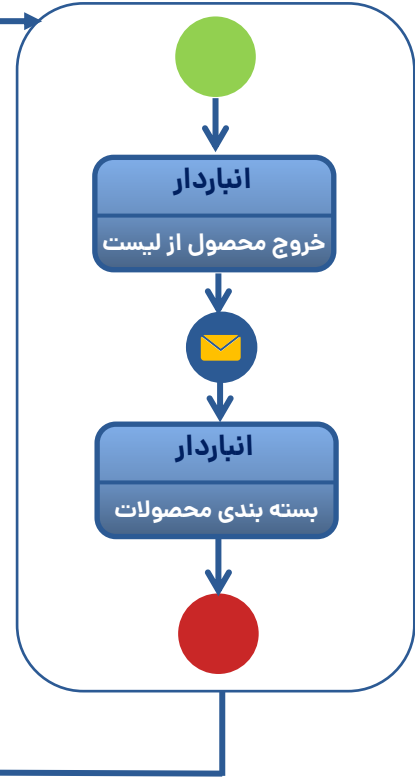 انباردار
خروج محصول از لیست
انباردار
بسته بندی محصولات